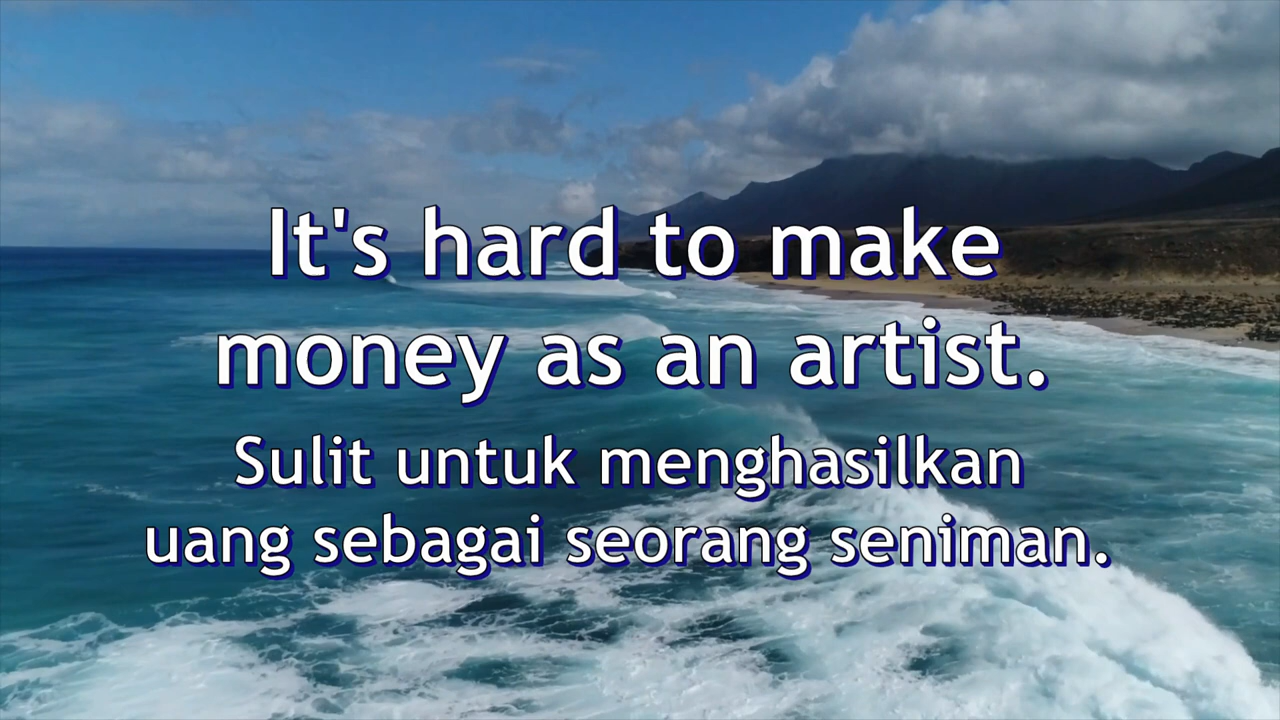 It's hard to make
money as an artist.
Sulit untuk menghasilkan
uang sebagai seorang seniman.